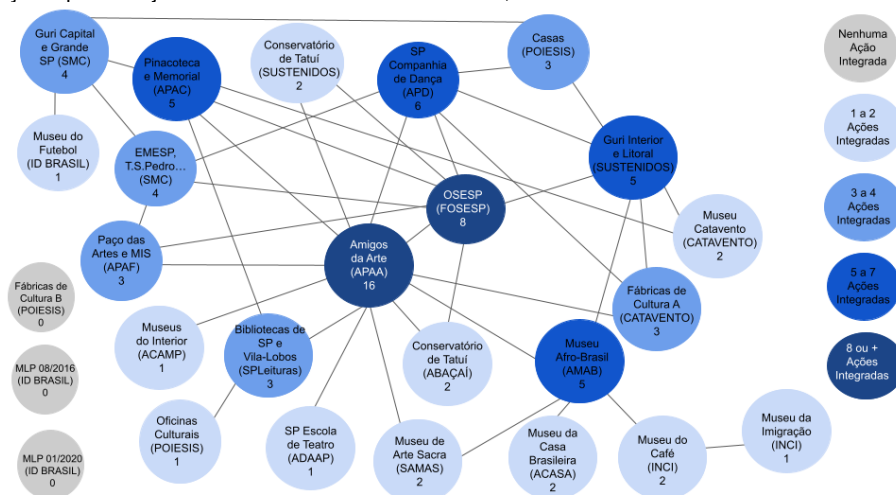 Guri Capital
e Grande
SP (SMC)
4
Pinacoteca
e Memorial
(APAC)
5
Conservatório
de Tatuí
(SUSTENIDOS)
2
SP
Companhia
de Dança
(APD)
6
Casas
(POIESIS)
3
Nenhuma
Ação
Integrada
Museu do
Futebol
(ID BRASIL)
1
EMESP,
T.S.Pedro…
(SMC)
4
Guri Interior
e Litoral
(SUSTENIDOS)
5
1 a 2
Ações
Integradas
OSESP
(FOSESP)
8
Museu
Catavento
(CATAVENTO)
2
3 a 4
Ações
Integradas
Paço das
Artes e MIS
(APAF)
3
Amigos
da Arte
(APAA)
16
Fábricas de
Cultura B
(POIESIS)
0
Fábricas de
Cultura A
(CATAVENTO)
3
5 a 7
Ações
Integradas
Museus
do Interior
(ACAMP)
1
Bibliotecas de
SP e
Vila-Lobos
(SPLeituras)
3
Conservatório
de Tatuí
(ABAÇAÍ)
2
Museu
Afro-Brasil
(AMAB)
5
8 ou +
Ações
Integradas
MLP 08/2016
(ID BRASIL)
0
Oficinas
Culturais
(POIESIS)
1
SP Escola
de Teatro
(ADAAP)
1
Museu de
Arte Sacra
(SAMAS)
2
Museu da
Casa
Brasileira
(ACASA)
2
Museu do
Café
(INCI)
2
Museu da
Imigração
(INCI)
1
MLP 01/2020
(ID BRASIL)
0